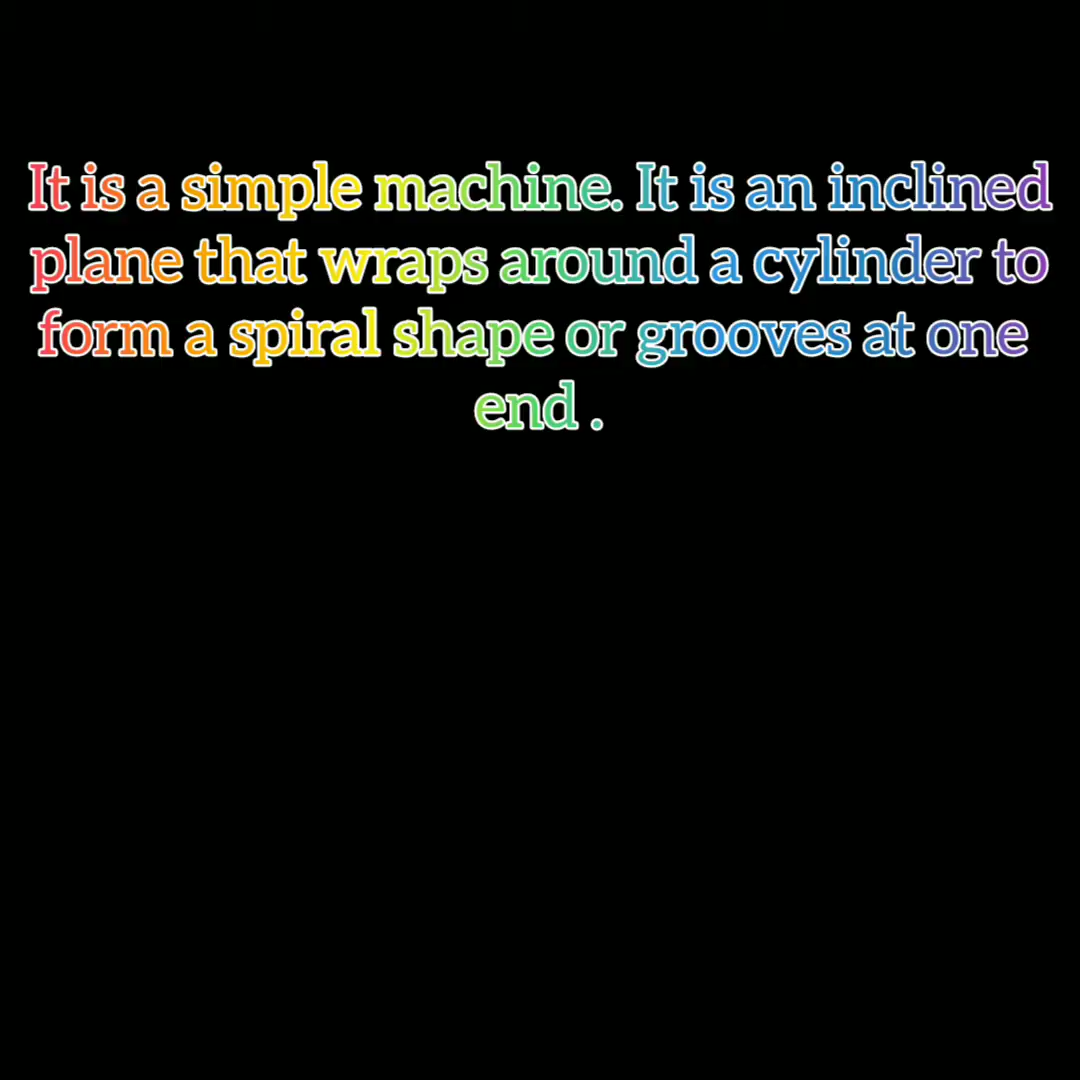 It is a simple machine. It is an inclined
plane that wraps around a cylinder to
form a spiral shape or grooves at one
end .